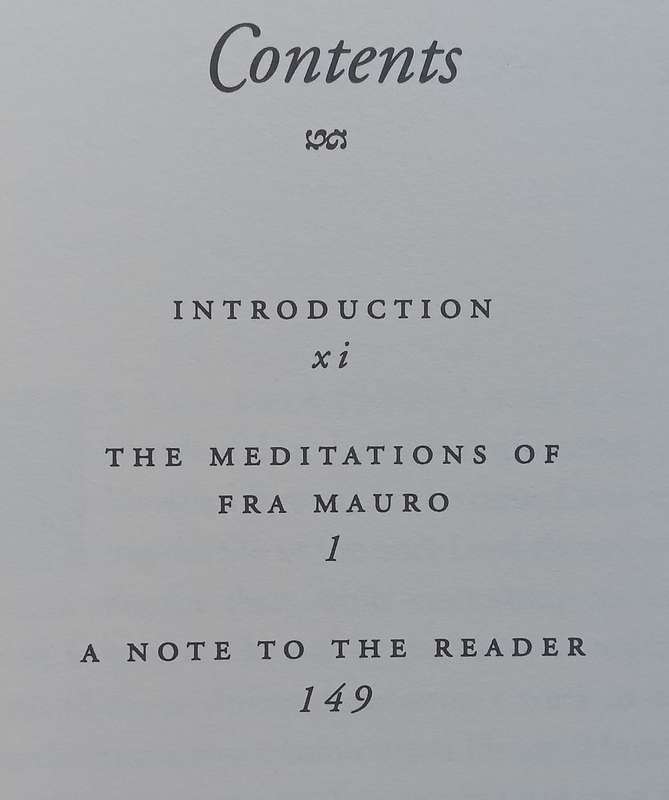 Contents
INTRODUCTION
xi
THE MEDITATIONS OF
FRA MAURO
1
A NOTE TO THE READER
149